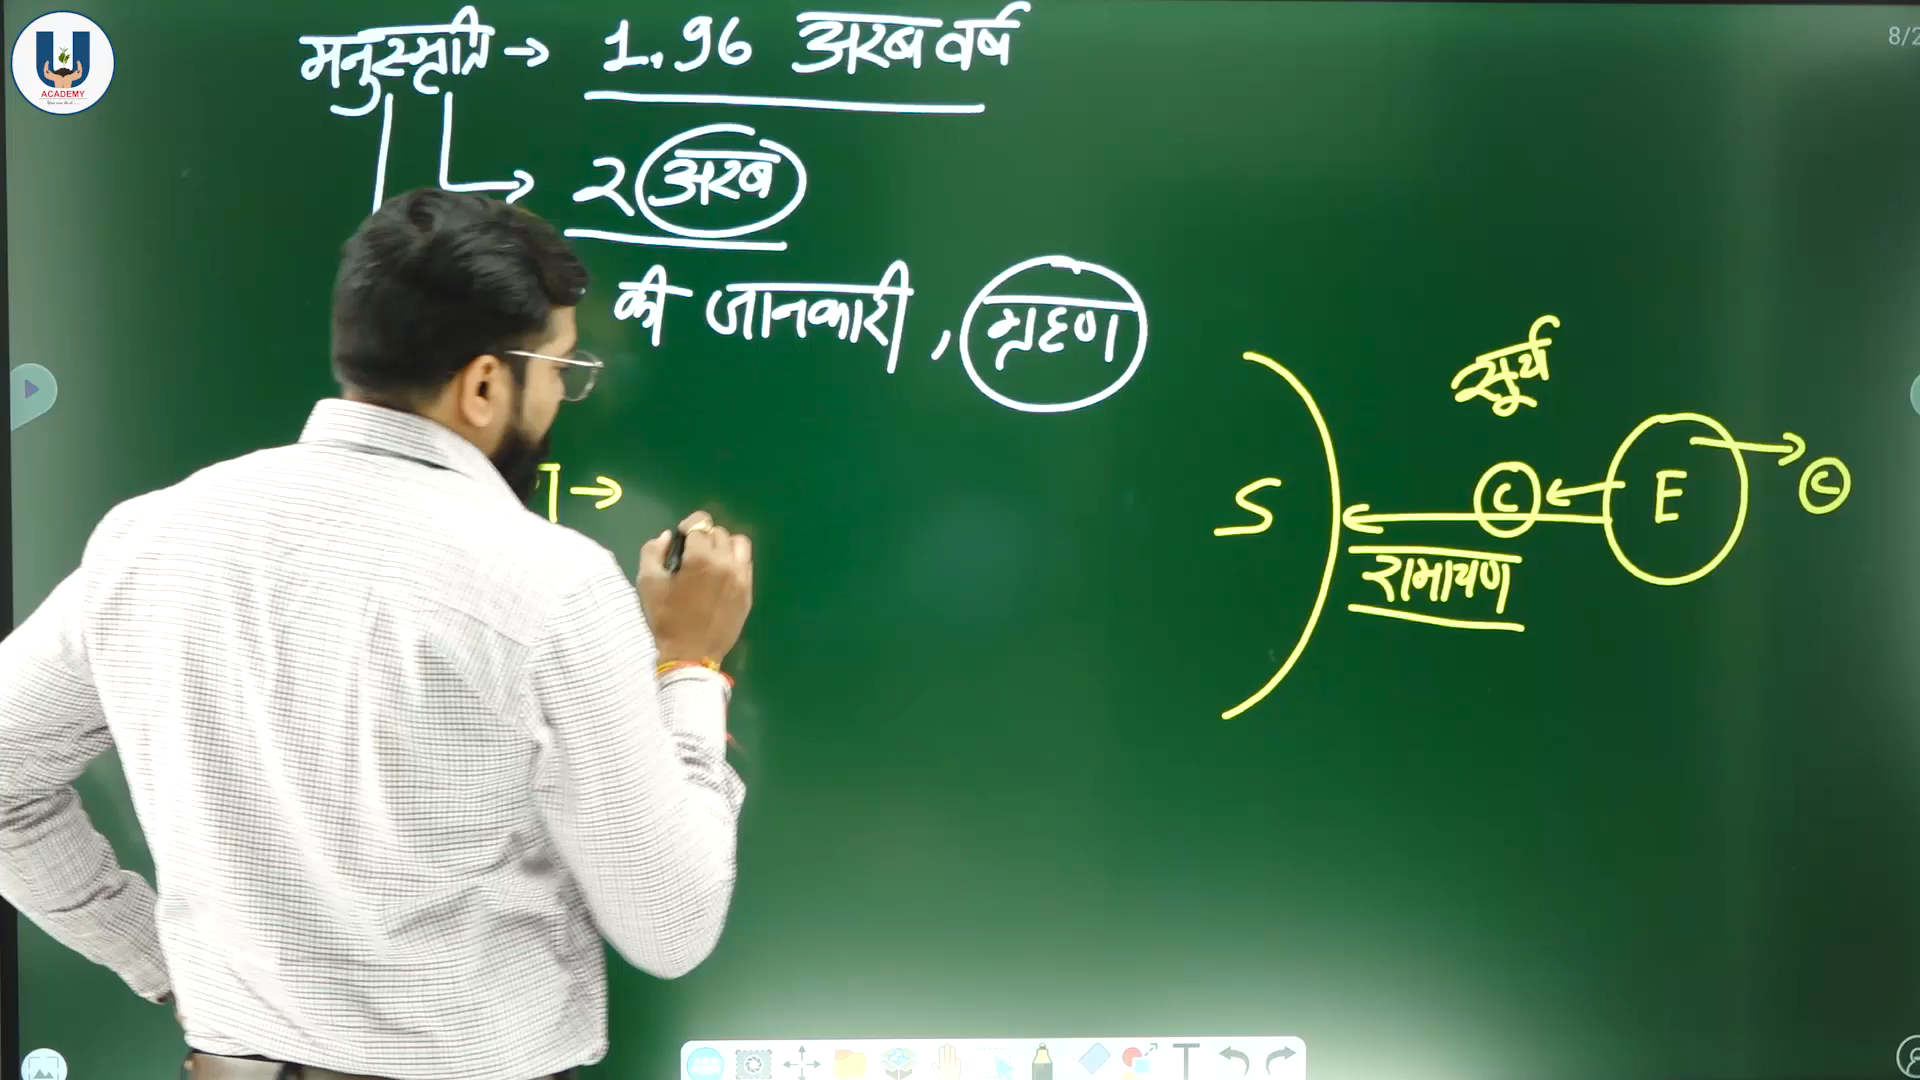 U
ACADEMY
8/2
मनुस्मृति → 1.96 अरब वर्ष
→ २ अरब
की जानकारी, ग्रहण
→
सूर्य
S C E C
रामायण
T